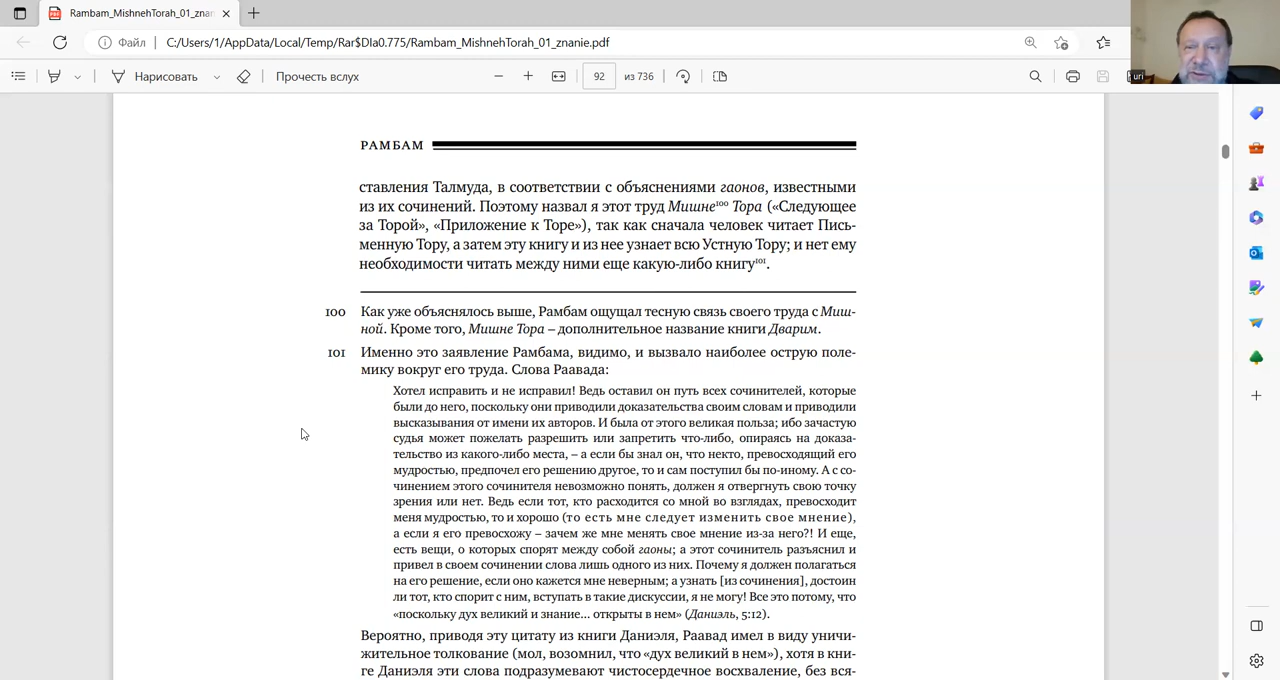 Rambam_MishnehTorah_01_znan
Файл
C:/Users/1/AppData/Local/Temp/Rar$DIa0.775/Rambam_MishnehTorah_01_znanie.pdf
uri
Нарисовать
Прочесть вслух
92 из 736
РАМБАМ
ставления Талмуда, в соответствии с объяснениями гаонов, известными
из их сочинений. Поэтому назвал я этот труд Мишне100 Тора («Следующее
за Торой», «Приложение к Торе»), так как сначала человек читает Пись-
менную Тору, а затем эту книгу и из нее узнает всю Устную Тору; и нет ему
необходимости читать между ними еще какую-либо книгу101.
100 Как уже объяснялось выше, Рамбам ощущал тесную связь своего труда с Миш-
ной. Кроме того, Мишне Тора – дополнительное название книги Дварим.
101 Именно это заявление Рамбама, видимо, и вызвало наиболее острую поле-
мику вокруг его труда. Слова Раавада:
Хотел исправить и не исправил! Ведь оставил он путь всех сочинителей, которые
были до него, поскольку они приводили доказательства своим словам и приводили
высказывания от имени их авторов. И была от этого великая польза; ибо зачастую
судья может пожелать разрешить или запретить что-либо, опираясь на доказа-
тельство из какого-либо места, – а если бы знал он, что некто, превосходящий его
мудростью, предпочел его решению другое, то и сам поступил бы по-иному. А с со-
чинением этого сочинителя невозможно понять, должен я отвергнуть свою точку
зрения или нет. Ведь если тот, кто расходится со мной во взглядах, превосходит
меня мудростью, то и хорошо (то есть мне следует изменить свое мнение),
а если я его превосхожу – зачем же мне менять свое мнение из-за него?! И еще,
есть вещи, о которых спорят между собой гаоны; а этот сочинитель разъяснил и
привел в своем сочинении слова лишь одного из них. Почему я должен полагаться
на его решение, если оно кажется мне неверным; а узнать [из сочинения], достоин
ли тот, кто спорит с ним, вступать в такие дискуссии, я не могу! Все это потому, что
«поскольку дух великий и знание... открыты в нем» (Даниэль, 5:12).
Вероятно, приводя эту цитату из книги Даниэля, Раавад имел в виду уничи-
жительное толкование (мол, возомнил, что «дух великий в нем»), хотя в кни-
ге Даниэля эти слова подразумевают чистосердечное восхваление, без вся-